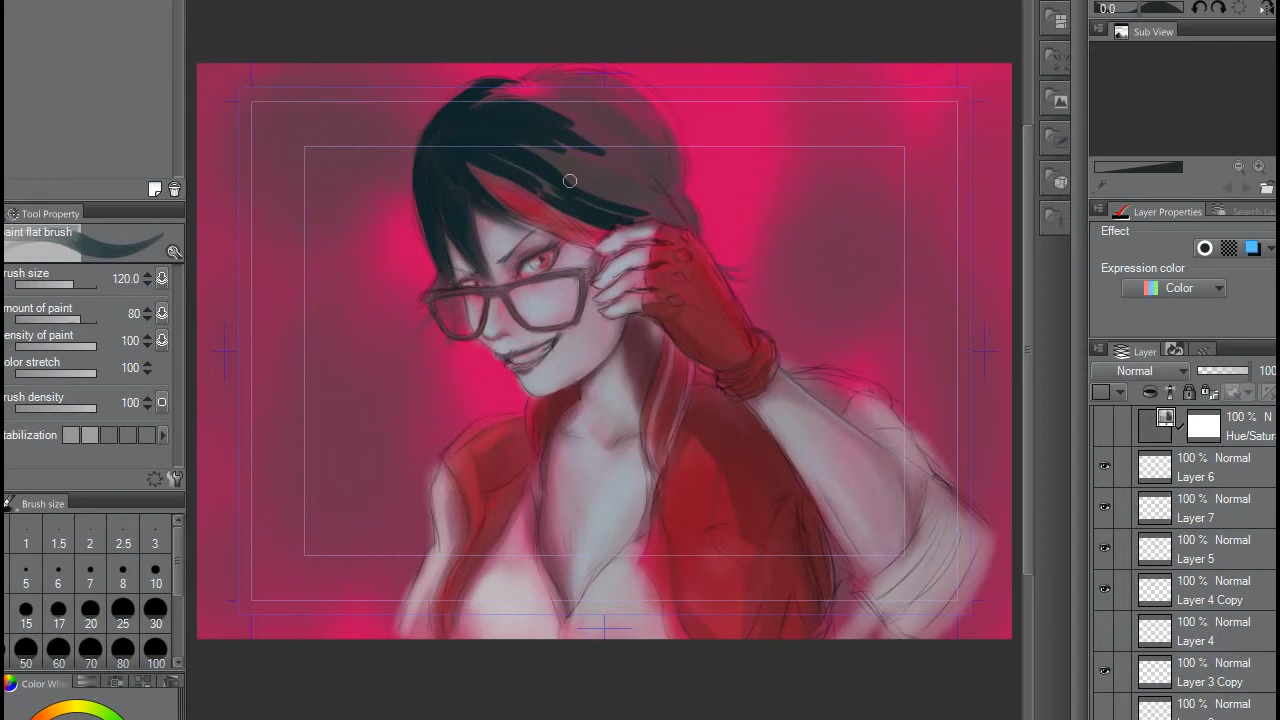 0.0
Sub View
Tool Property
paint flat brush
rush size
120.0
mount of paint
80
ensity of paint
100
olor stretch
100
rush density
100
tabilization
Brush size
1 1.5 2 2.5 3
5 6 7 8 10
15 17 20 25 30
50 60 70 80 100
Color Whe
Layer Properties
Search Lay
Effect
Expression color
Color
Layer
Normal
100
100 % N
Hue/Satur
100 % Normal
Layer 6
100 % Normal
Layer 7
100 % Normal
Layer 5
100 % Normal
Layer 4 Copy
100 % Normal
Layer 4
100 % Normal
Layer 3 Copy
100 % Normal